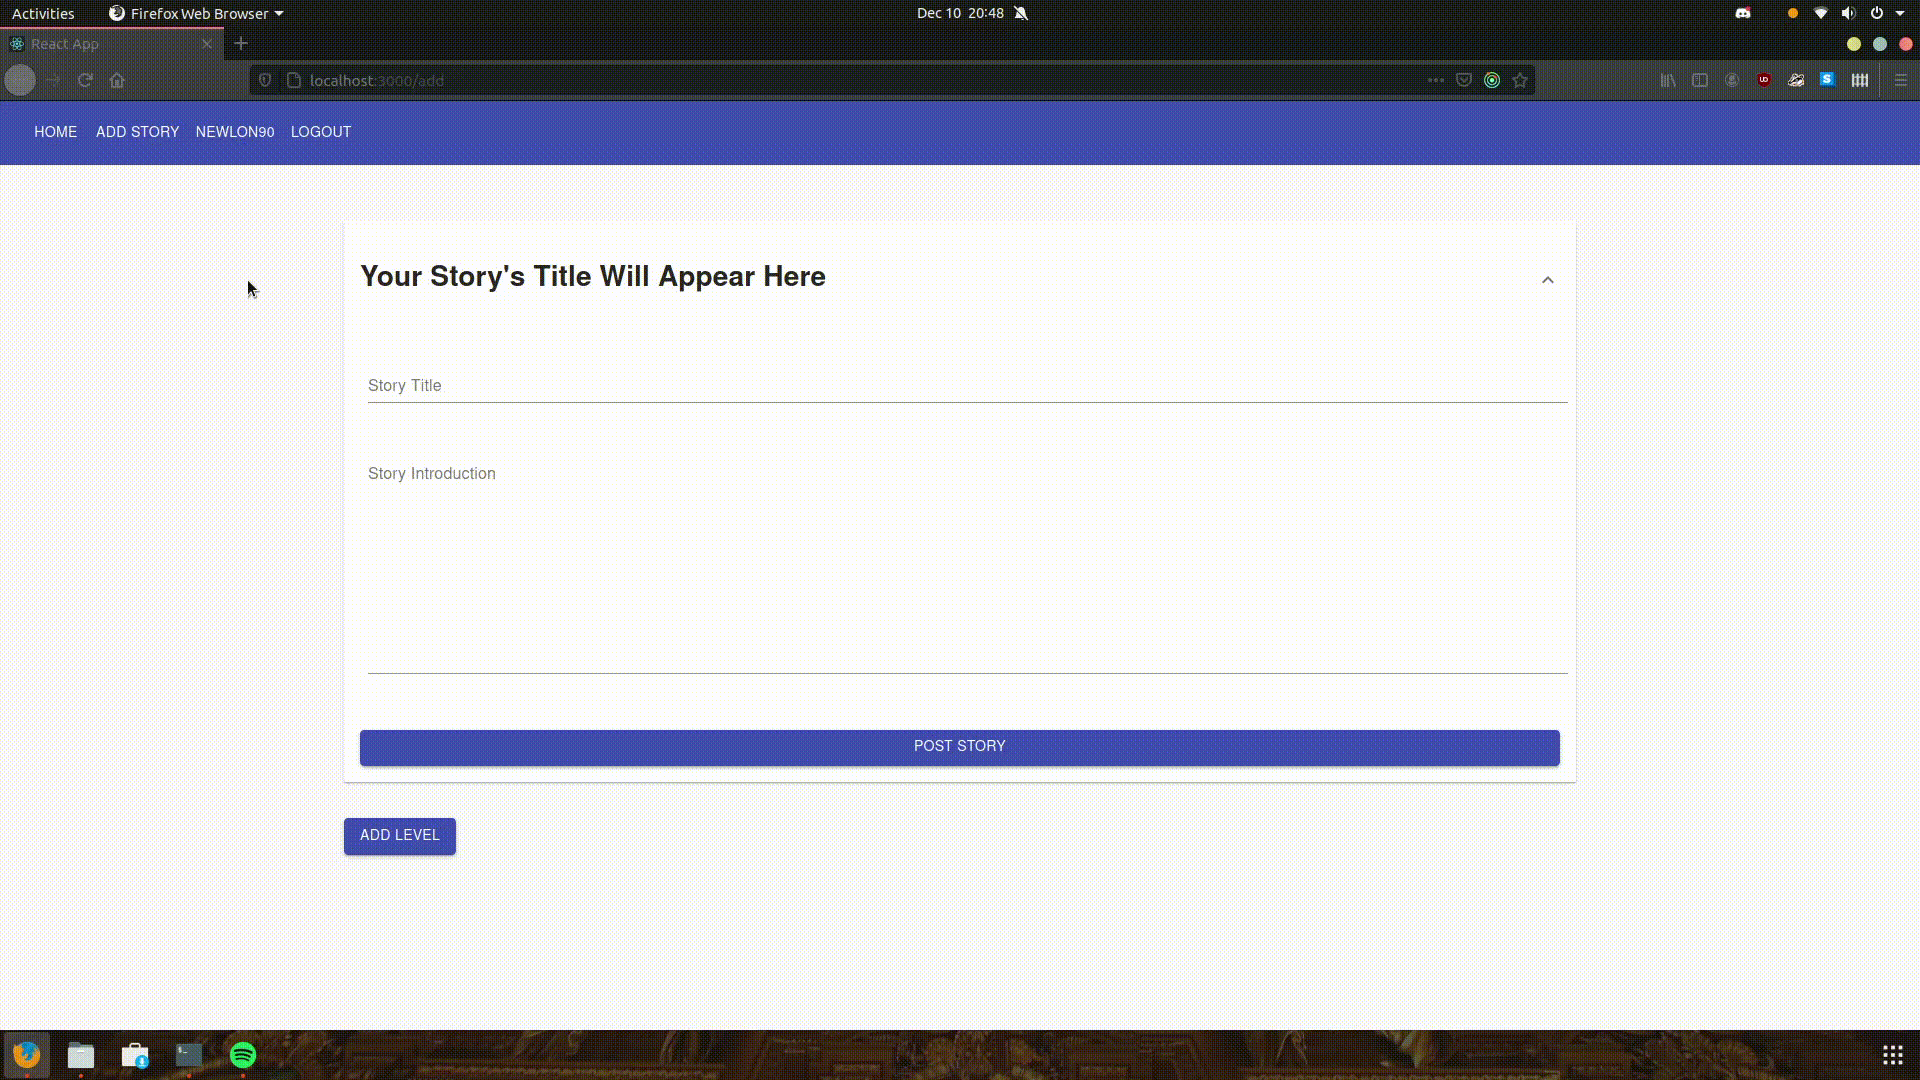 Activities Firefox Web Browser Dec 10 20:48
React App
localhost:3000/add
HOME ADD STORY NEWLON90 LOGOUT
Your Story's Title Will Appear Here
Story Title
Story Introduction
POST STORY
ADD LEVEL